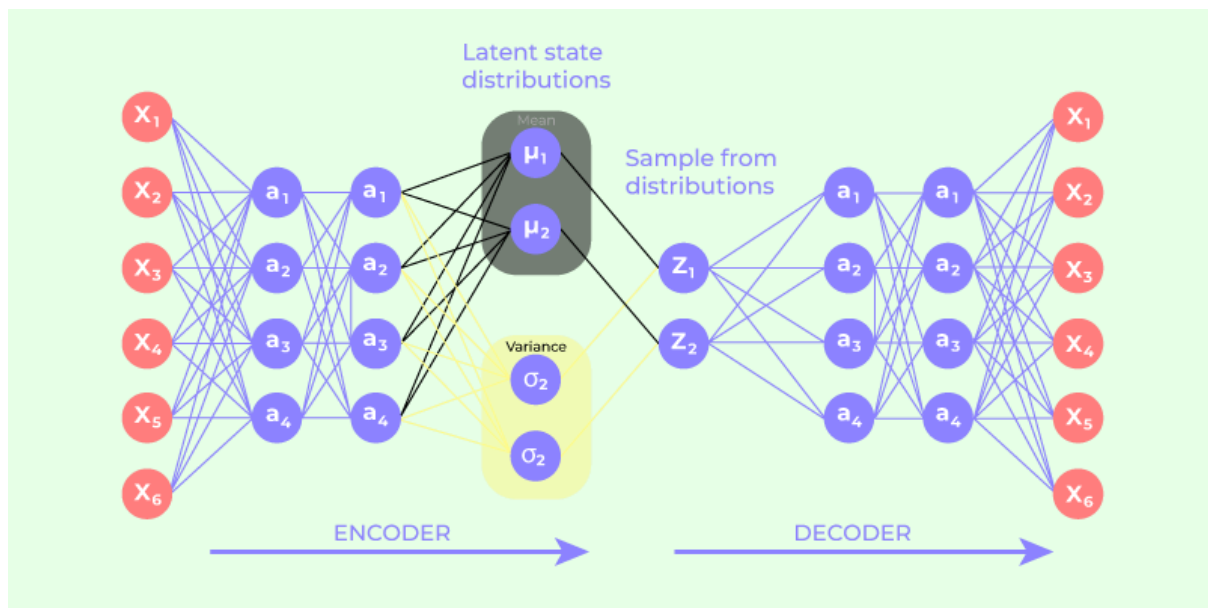 Latent state
distributions
Mean
μ₁
μ₂
Variance
σ₂
σ₂
Sample from
distributions
X₁
X₂
X₃
X₄
X₅
X₆
a₁
a₂
a₃
a₄
a₁
a₂
a₃
a₄
Z₁
Z₂
a₁
a₂
a₃
a₄
a₁
a₂
a₃
a₄
X₁
X₂
X₃
X₄
X₅
X₆
ENCODER
DECODER